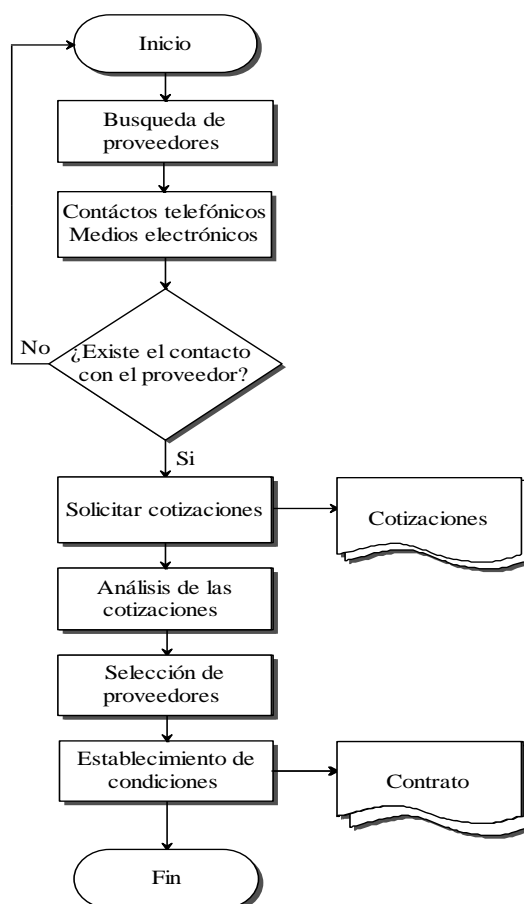 Inicio
Busqueda de
proveedores
Contáctos telefónicos
Medios electrónicos
No
¿Existe el contacto
con el proveedor?
Si
Solicitar cotizaciones
Cotizaciones
Análisis de las
cotizaciones
Selección de
proveedores
Establecimiento de
condiciones
Contrato
Fin